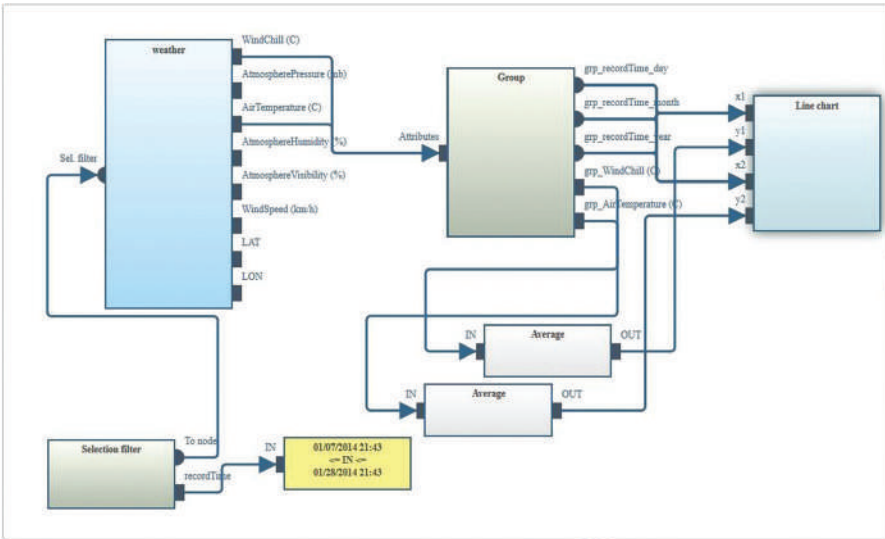 weather
WindChill (C)
AtmospherePressure (mb)
AirTemperature (C)
AtmosphereHumidity (%)
AtmosphereVisibility (%)
WindSpeed (km/h)
LAT
LON
Sel. filter
Group
Attributes
grp_recordTime_day
grp_recordTime_month
grp_recordTime_year
grp_WindChill (C)
grp_AirTemperature (C)
Line chart
x1
y1
x2
y2
Average
IN
OUT
Average
IN
OUT
Selection filter
To node
recordTime
IN
01/07/2014 21:43
<= IN <=
01/28/2014 21:43